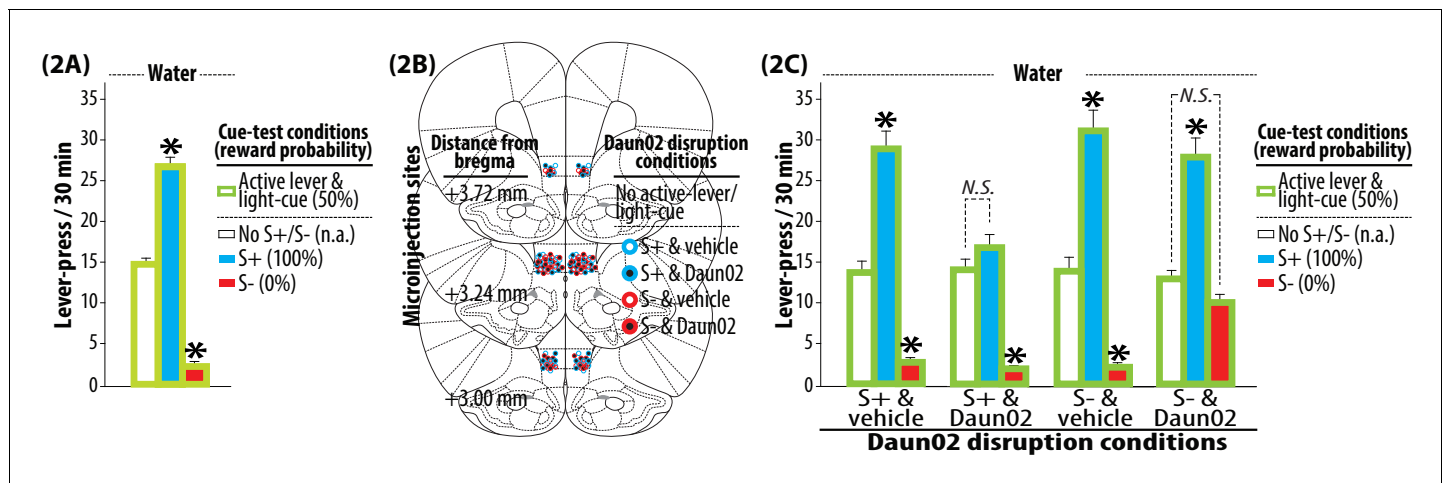 (2A)
Water
35
30
25
20
15
10
5
0
Lever-press / 30 min
*
*
Cue-test conditions
(reward probability)
Active lever &
light-cue (50%)
No S+/S- (n.a.)
S+ (100%)
S- (0%)
(2B)
Microinjection sites
Distance from
bregma
+3.72 mm
+3.24 mm
+3.00 mm
Daun02 disruption
conditions
No active-lever/
light-cue
S+ & vehicle
S+ & Daun02
S- & vehicle
S- & Daun02
(2C)
Water
35
30
25
20
15
10
5
0
Lever-press / 30 min
*
*
N.S.
*
*
*
N.S.
*
S+ &
vehicle
S+ &
Daun02
S- &
vehicle
S- &
Daun02
Daun02 disruption conditions
Cue-test conditions
(reward probability)
Active lever &
light-cue (50%)
No S+/S- (n.a.)
S+ (100%)
S- (0%)